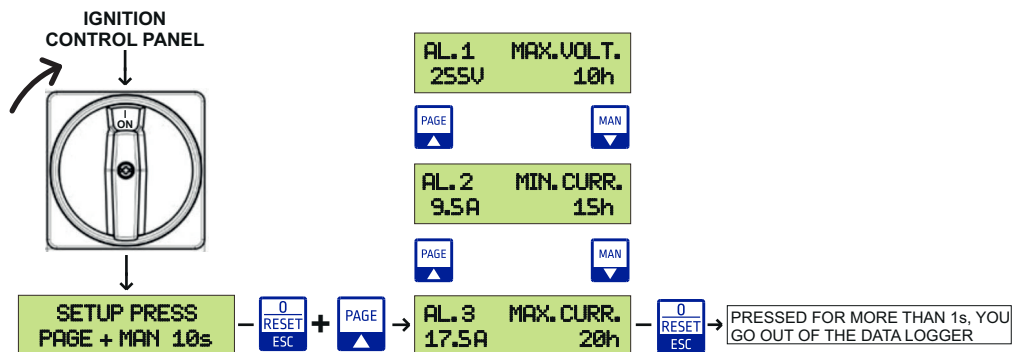 IGNITION
CONTROL PANEL
I
ON
SETUP PRESS
PAGE + MAN 10s
0
RESET
ESC
+
PAGE
AL.1 MAX.VOLT.
255V 10h
PAGE
MAN
AL.2 MIN.CURR.
9.5A 15h
PAGE
MAN
AL.3 MAX.CURR.
17.5A 20h
0
RESET
ESC
PRESSED FOR MORE THAN 1s, YOU
GO OUT OF THE DATA LOGGER